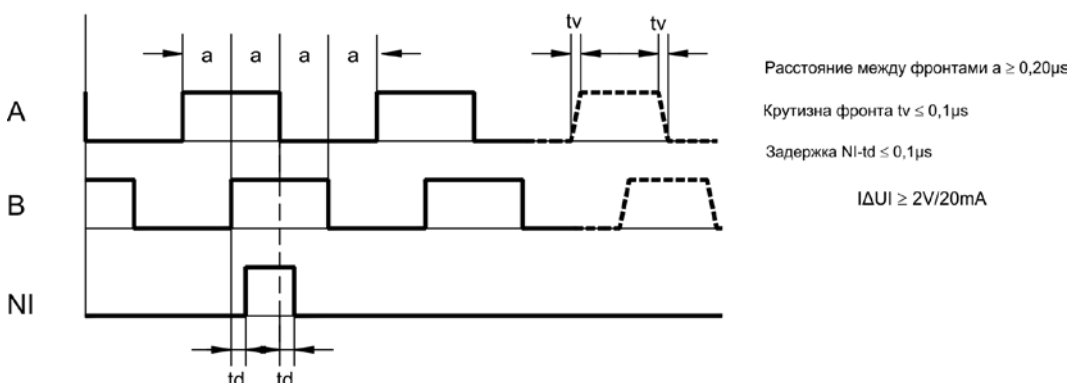 tv tv
a a a a
Расстояние между фронтами a ≥ 0,20µs
A
Крутизна фронта tv ≤ 0,1µs
Задержка NI-td ≤ 0,1µs
B
IΔUI ≥ 2V/20mA
NI
td td